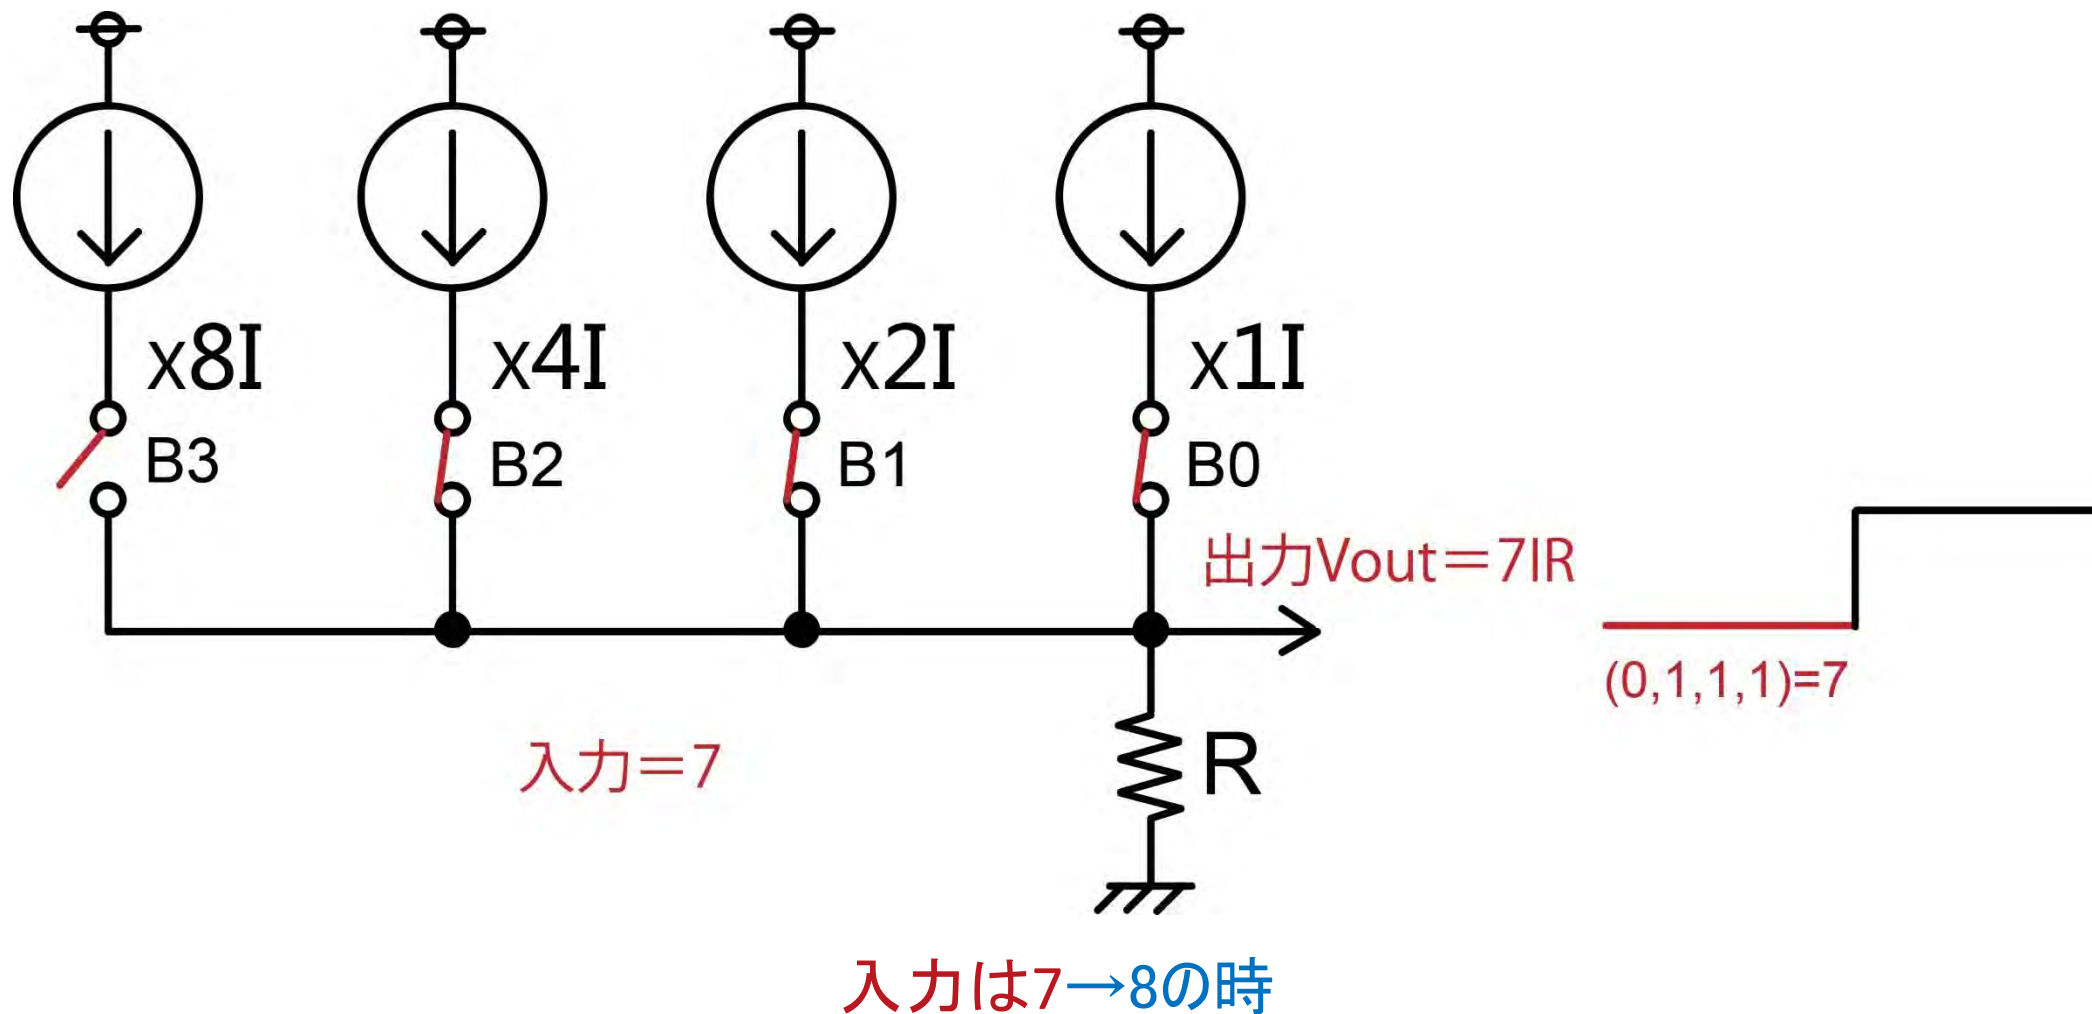 x8I
x4I
x2I
x1I
B3
B2
B1
B0
出力Vout＝7IR
(0,1,1,1)=7
入力＝7
R
入力は7→8の時